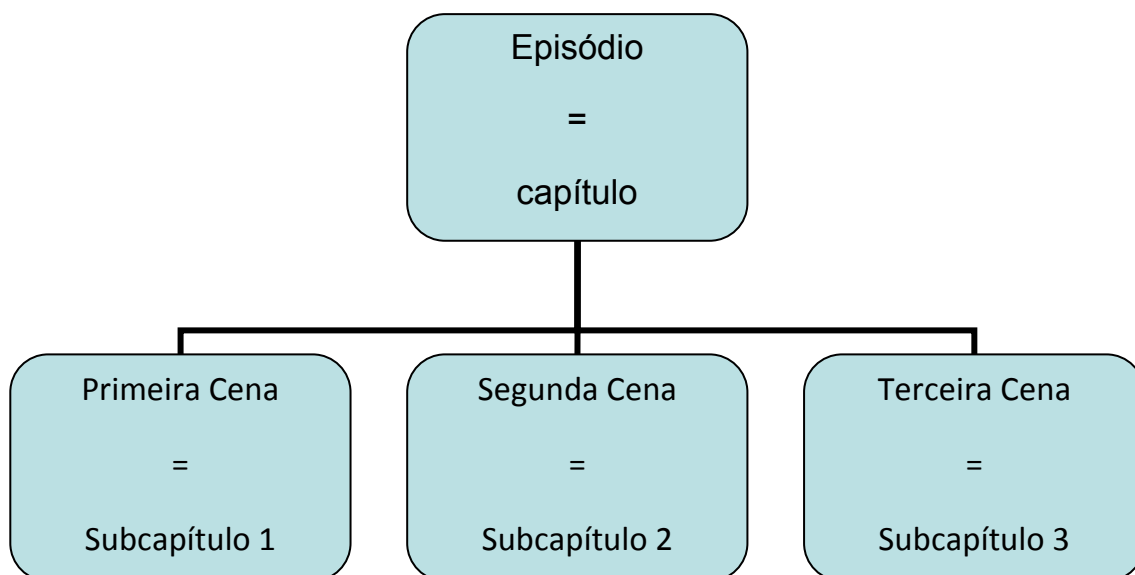 Episódio
=
capítulo
Primeira Cena
=
Subcapítulo 1
Segunda Cena
=
Subcapítulo 2
Terceira Cena
=
Subcapítulo 3